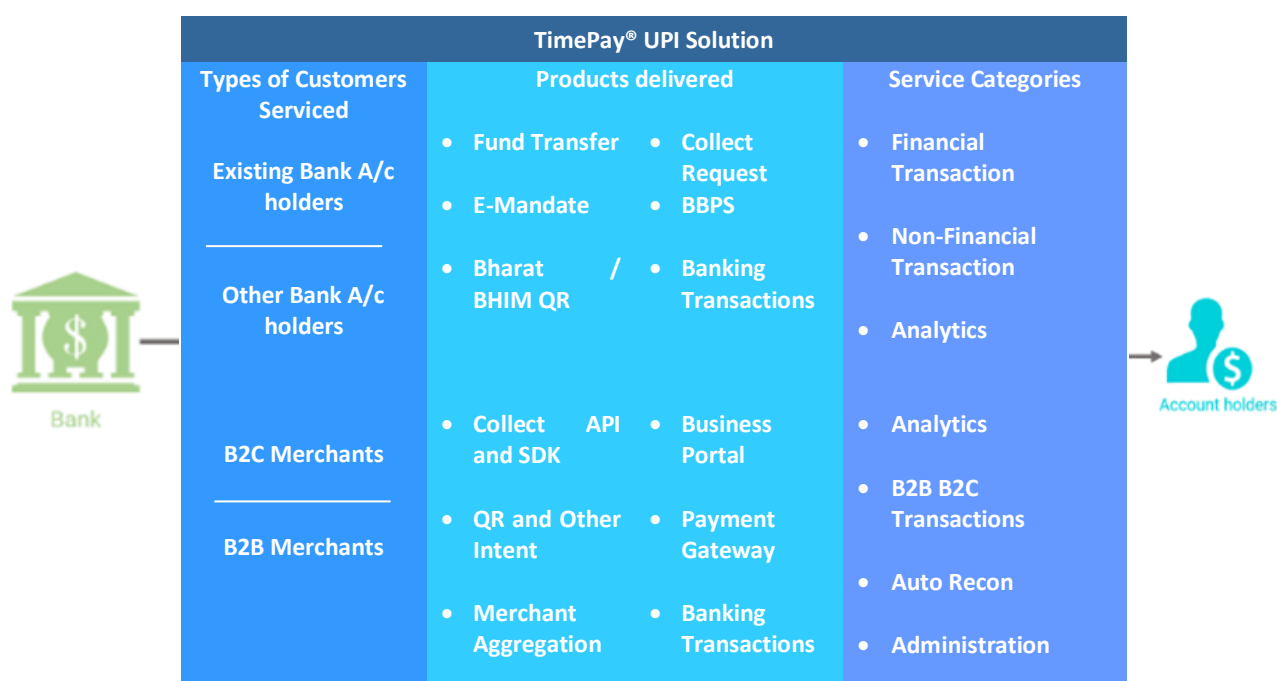 TimePay® UPI Solution
Types of Customers
Serviced
Existing Bank A/c
holders
Other Bank A/c
holders
B2C Merchants
B2B Merchants
Products delivered
• Fund Transfer
• Collect
Request
• E-Mandate
• BBPS
• Bharat /
BHIM QR
• Banking
Transactions
• Collect API
and SDK
• Business
Portal
• QR and Other
Intent
• Payment
Gateway
• Merchant
Aggregation
• Banking
Transactions
Service Categories
• Financial
Transaction
• Non-Financial
Transaction
• Analytics
• Analytics
• B2B B2C
Transactions
• Auto Recon
• Administration
$
Bank
$
Account holders